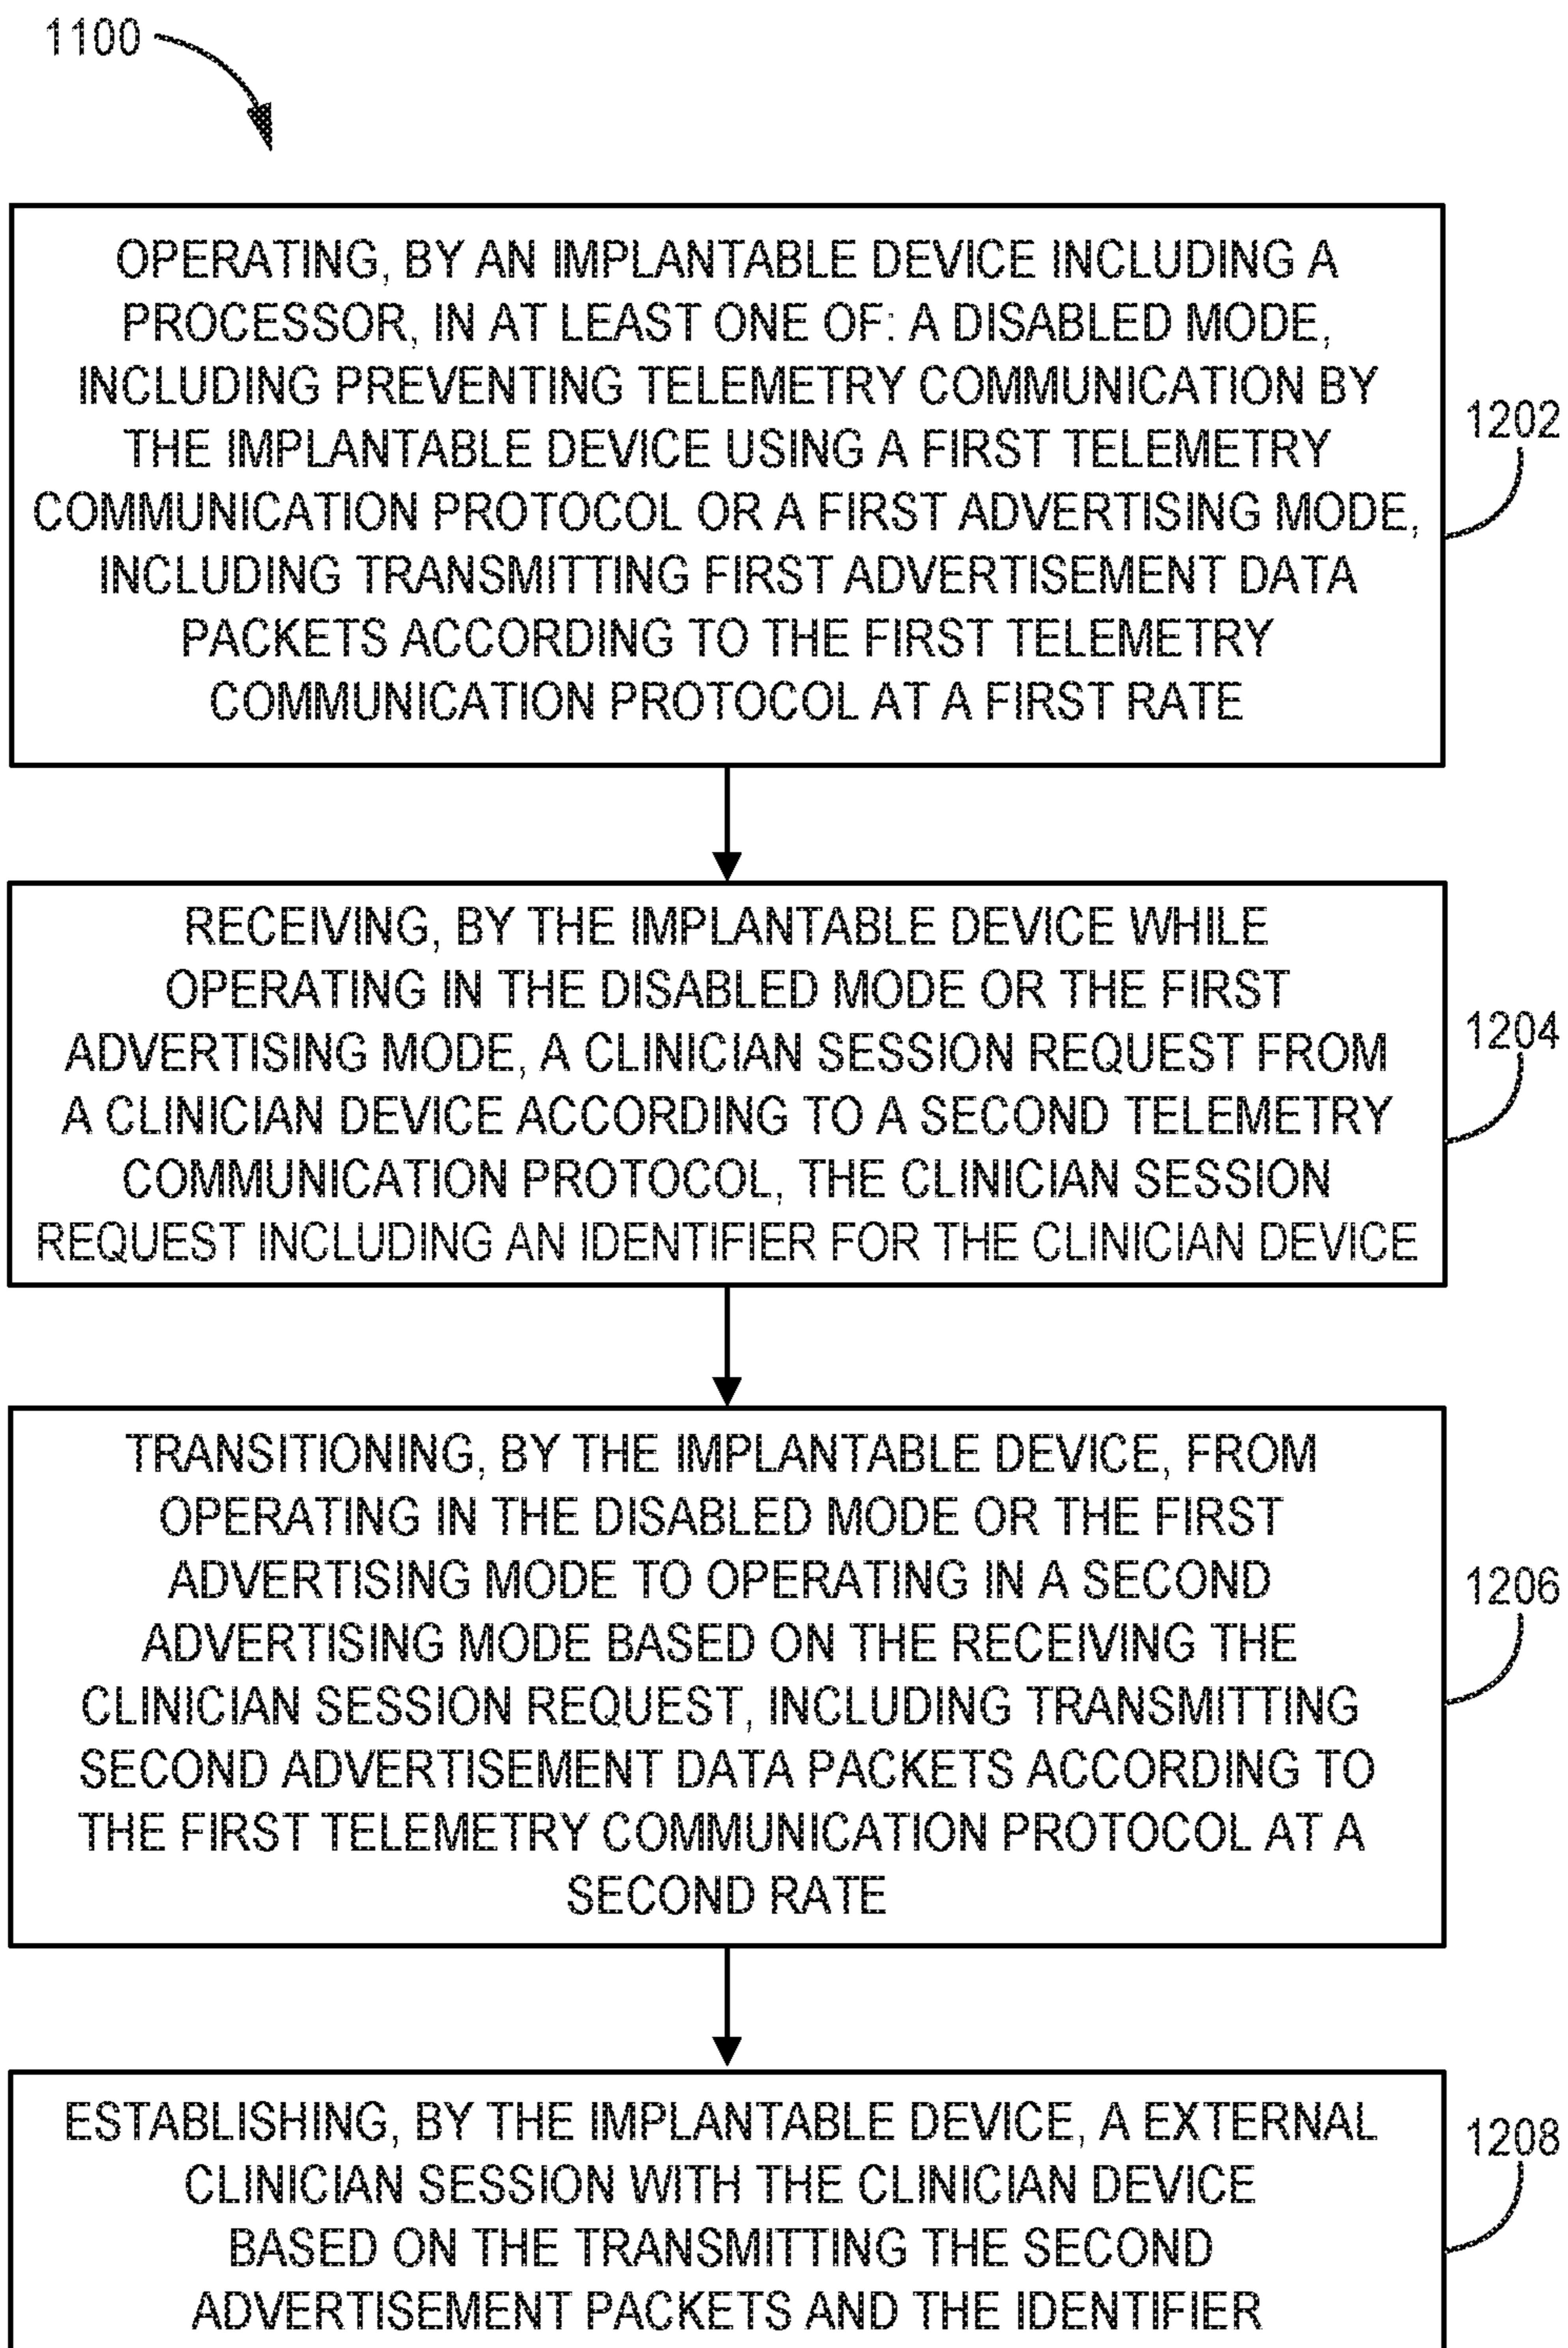 1100
OPERATING, BY AN IMPLANTABLE DEVICE INCLUDING A
PROCESSOR, IN AT LEAST ONE OF: A DISABLED MODE,
INCLUDING PREVENTING TELEMETRY COMMUNICATION BY
THE IMPLANTABLE DEVICE USING A FIRST TELEMETRY
COMMUNICATION PROTOCOL OR A FIRST ADVERTISING MODE,
INCLUDING TRANSMITTING FIRST ADVERTISEMENT DATA
PACKETS ACCORDING TO THE FIRST TELEMETRY
COMMUNICATION PROTOCOL AT A FIRST RATE
1202
RECEIVING, BY THE IMPLANTABLE DEVICE WHILE
OPERATING IN THE DISABLED MODE OR THE FIRST
ADVERTISING MODE, A CLINICIAN SESSION REQUEST FROM
A CLINICIAN DEVICE ACCORDING TO A SECOND TELEMETRY
COMMUNICATION PROTOCOL, THE CLINICIAN SESSION
REQUEST INCLUDING AN IDENTIFIER FOR THE CLINICIAN DEVICE
1204
TRANSITIONING, BY THE IMPLANTABLE DEVICE, FROM
OPERATING IN THE DISABLED MODE OR THE FIRST
ADVERTISING MODE TO OPERATING IN A SECOND
ADVERTISING MODE BASED ON THE RECEIVING THE
CLINICIAN SESSION REQUEST, INCLUDING TRANSMITTING
SECOND ADVERTISEMENT DATA PACKETS ACCORDING TO
THE FIRST TELEMETRY COMMUNICATION PROTOCOL AT A
SECOND RATE
1206
ESTABLISHING, BY THE IMPLANTABLE DEVICE, A EXTERNAL
CLINICIAN SESSION WITH THE CLINICIAN DEVICE
BASED ON THE TRANSMITTING THE SECOND
ADVERTISEMENT PACKETS AND THE IDENTIFIER
1208